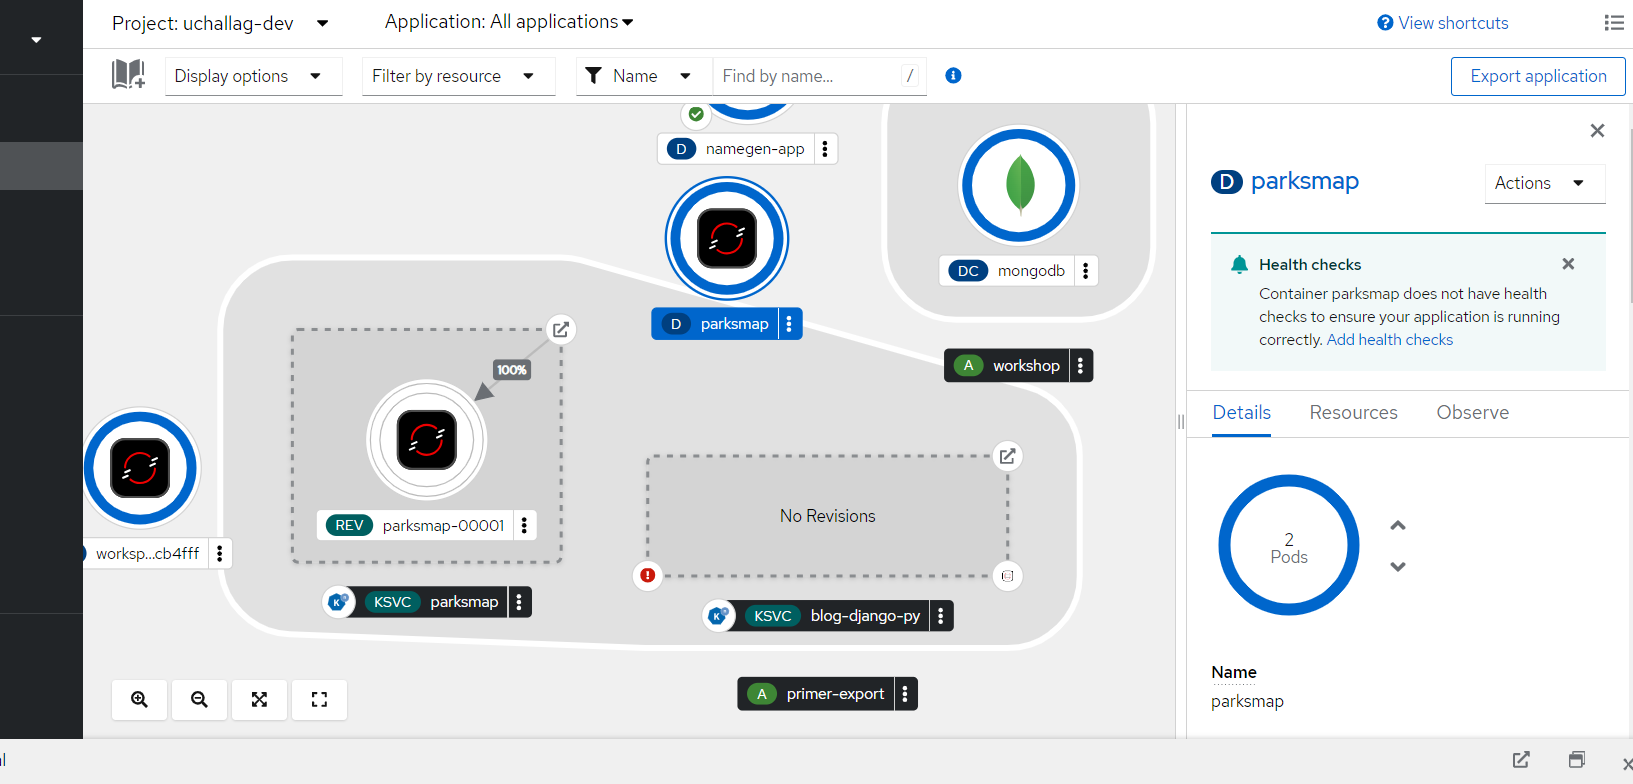 Project: uchallag-dev
Application: All applications
View shortcuts
Display options
Filter by resource
Name
Find by name...
/
Export application
D namegen-app
DC mongodb
D parksmap
A workshop
100%
REV parksmap-00001
worksp...cb4fff
No Revisions
KSVC parksmap
KSVC blog-django-py
A primer-export
D parksmap
Actions
Health checks
Container parksmap does not have health
checks to ensure your application is running
correctly. Add health checks
Details
Resources
Observe
2
Pods
Name
parksmap